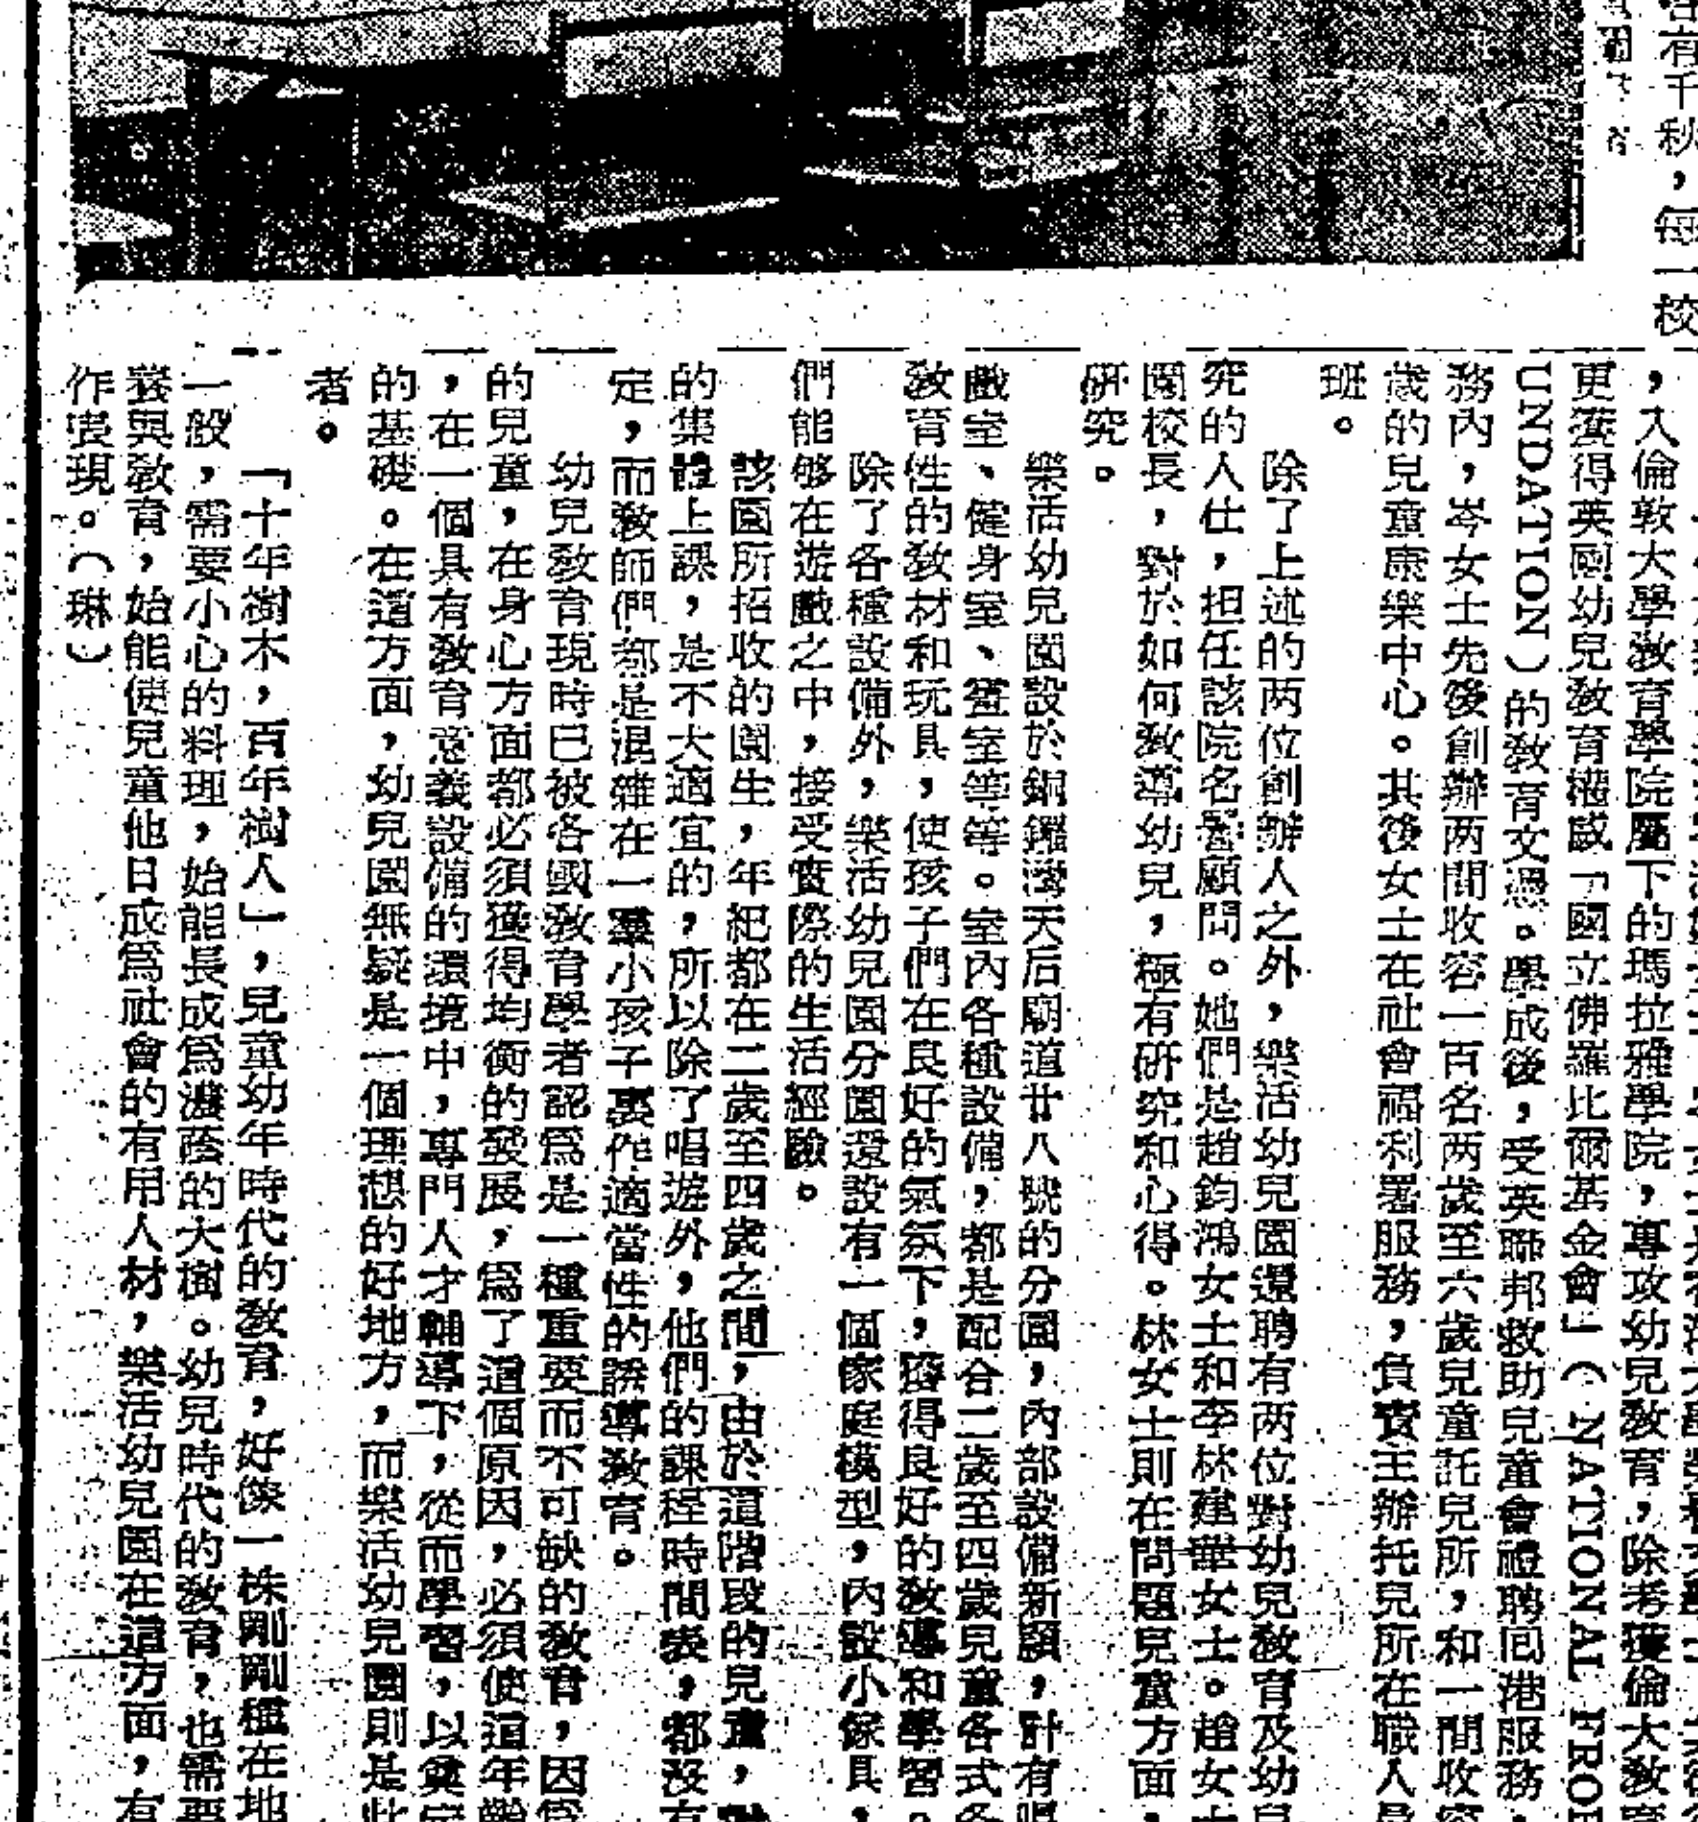 有千秋，每一校
，入倫敦大學教育學院屬下的瑪拉雅學院，專攻幼兒教育，除考獲倫大教育
更獲得英國幼兒教育權威「國立佛羅比爾基金會」（NATIONAL FROE
UNDATION）的教育文憑。學成後，受英聯邦救助兒童會禮聘回港服務，
務內，岑女士先後創辦两間收容一百名两歲至六歲兒童託兒所，和一間收容
歲的兒童康樂中心。其後女士在社會福利署服務，負責主辦托兒所在職人員
班。
除了上述的两位創辦人之外，樂活幼兒園還聘有两位對幼兒教育及幼兒
究的人仕，担任該院名譽顧問。她們是趙鈞鴻女士和李林建華女士。趙女士
園校長，對於如何教導幼兒，極有研究和心得。林女士則在問題兒童方面，
研究。
樂活幼兒園設於銅鑼灣天后廟道廿八號的分園，內部設備新穎，計有唱
戲室、健身室、畫室等等。室內各種設備，都是配合二歲至四歲兒童各式各
教育性的教材和玩具，使孩子們在良好的氣氛下，獲得良好的教導和學習。
除了各種設備外，樂活幼兒園分園還設有一個家庭模型，內設小傢具，
們能够在遊戲之中，接受實際的生活經驗。
該園所招收的園生，年紀都在二歲至四歲之間，由於這階段的兒童，
的集體上課，是不大適宜的，所以除了唱遊外，他們的課程時間表，都沒有
定，而教師們都是混雜在一羣小孩子裏作適當性的誘導教育。
幼兒教育現時已被各國教育學者認爲是一種重要而不可缺的教育，因爲
的兒童，在身心方面都必須獲得均衡的發展，爲了這個原因，必須使這年齡
，在一個具有教育意義設備的環境中，專門人才輔導下，從而學習，以奠定
的基礎。在這方面，幼兒園無疑是一個理想的好地方，而樂活幼兒園則是此
者。
「十年樹木，百年樹人」，兒童幼年時代的教育，好像一株剛剛種在地
一般，需要小心的料理，始能長成爲濃蔭的大樹。幼兒時代的教育，也需要
養與教育，始能使兒童他日成爲社會的有用人材，樂活幼兒園在這方面，有
作表現。（琳）